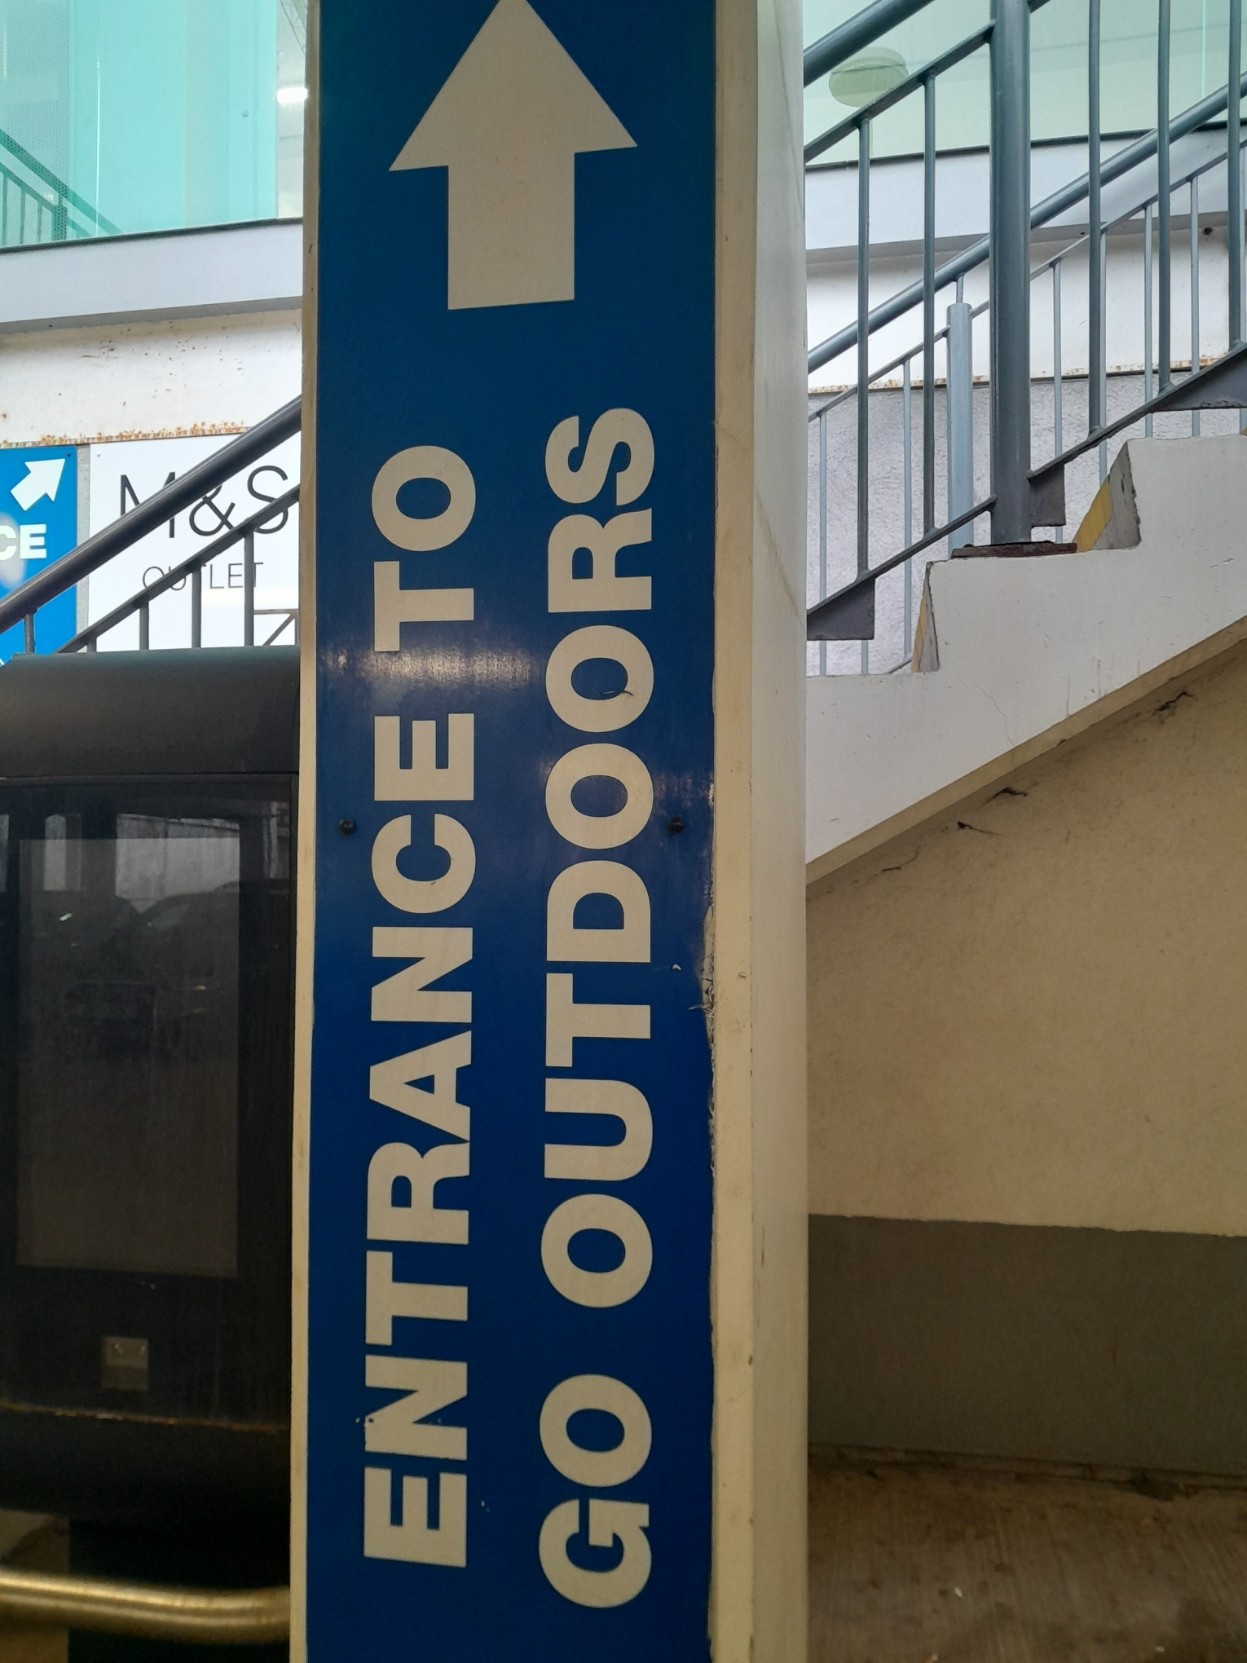 ENTRANCE TO
GO OUTDOORS
M&S
OUTLET
CE